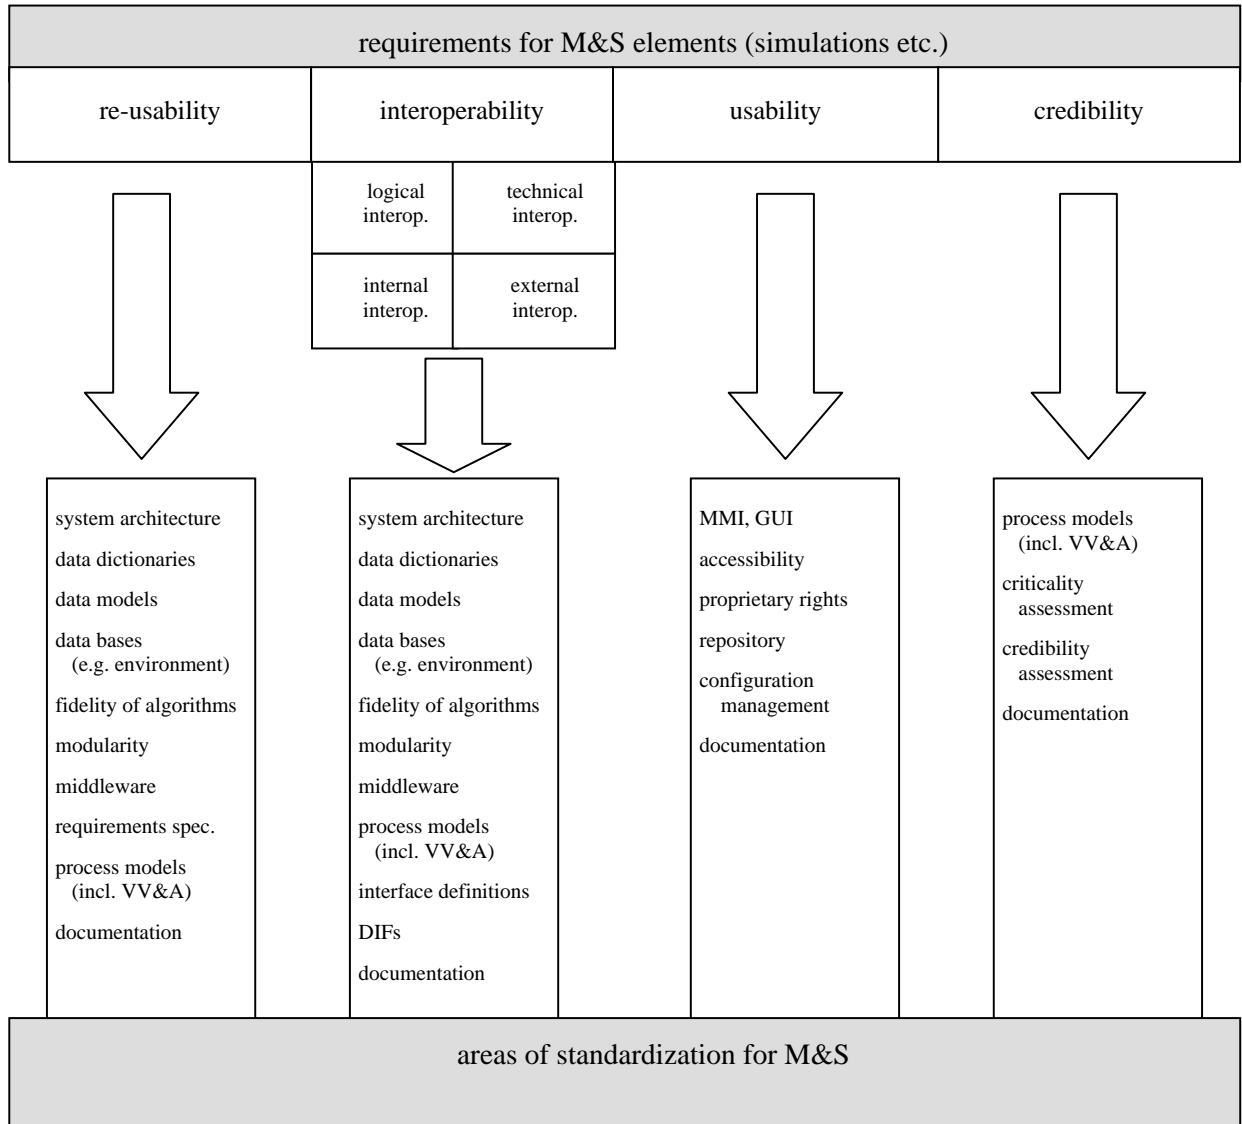 requirements for M&S elements (simulations etc.)
re-usability
interoperability
usability
credibility
logical
interop.
technical
interop.
internal
interop.
external
interop.
system architecture
data dictionaries
data models
data bases
(e.g. environment)
fidelity of algorithms
modularity
middleware
requirements spec.
process models
(incl. VV&A)
documentation
system architecture
data dictionaries
data models
data bases
(e.g. environment)
fidelity of algorithms
modularity
middleware
process models
(incl. VV&A)
interface definitions
DIFs
documentation
MMI, GUI
accessibility
proprietary rights
repository
configuration
management
documentation
process models
(incl. VV&A)
criticality
assessment
credibility
assessment
documentation
areas of standardization for M&S